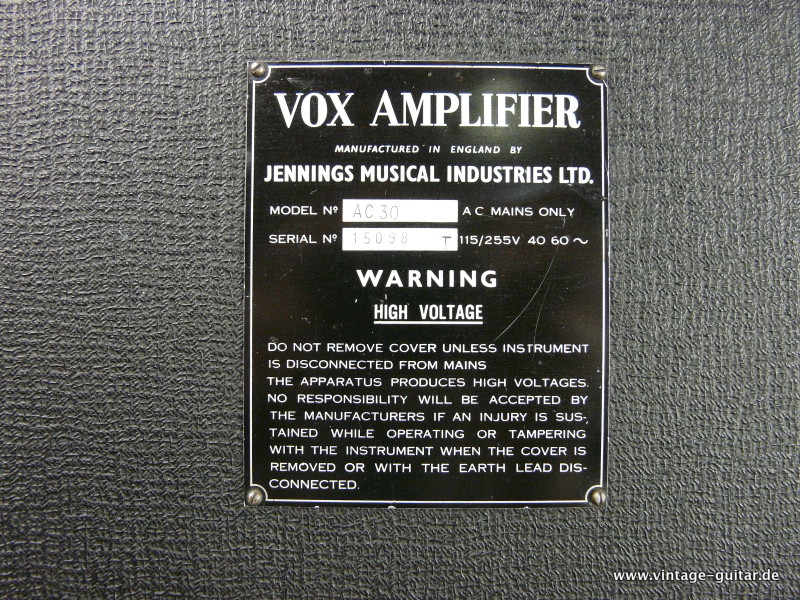 VOX AMPLIFIER
MANUFACTURED IN ENGLAND BY
JENNINGS MUSICAL INDUSTRIES LTD.
MODEL Nº AC30 AC MAINS ONLY
SERIAL Nº 15098 T 115/255V 40 60 ~
WARNING
HIGH VOLTAGE
DO NOT REMOVE COVER UNLESS INSTRUMENT
IS DISCONNECTED FROM MAINS
THE APPARATUS PRODUCES HIGH VOLTAGES.
NO RESPONSIBILITY WILL BE ACCEPTED BY
THE MANUFACTURERS IF AN INJURY IS SUS-
TAINED WHILE OPERATING OR TAMPERING
WITH THE INSTRUMENT WHEN THE COVER IS
REMOVED OR WITH THE EARTH LEAD DIS-
CONNECTED.
www.vintage-guitar.de